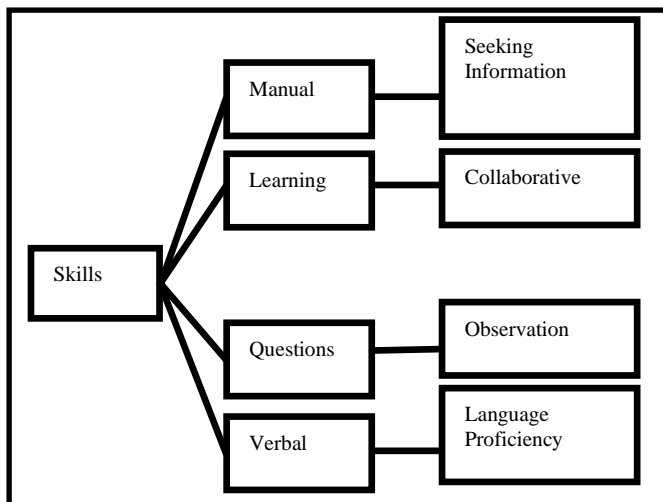 Seeking
Information
Manual
Learning
Collaborative
Skills
Questions
Observation
Verbal
Language
Proficiency